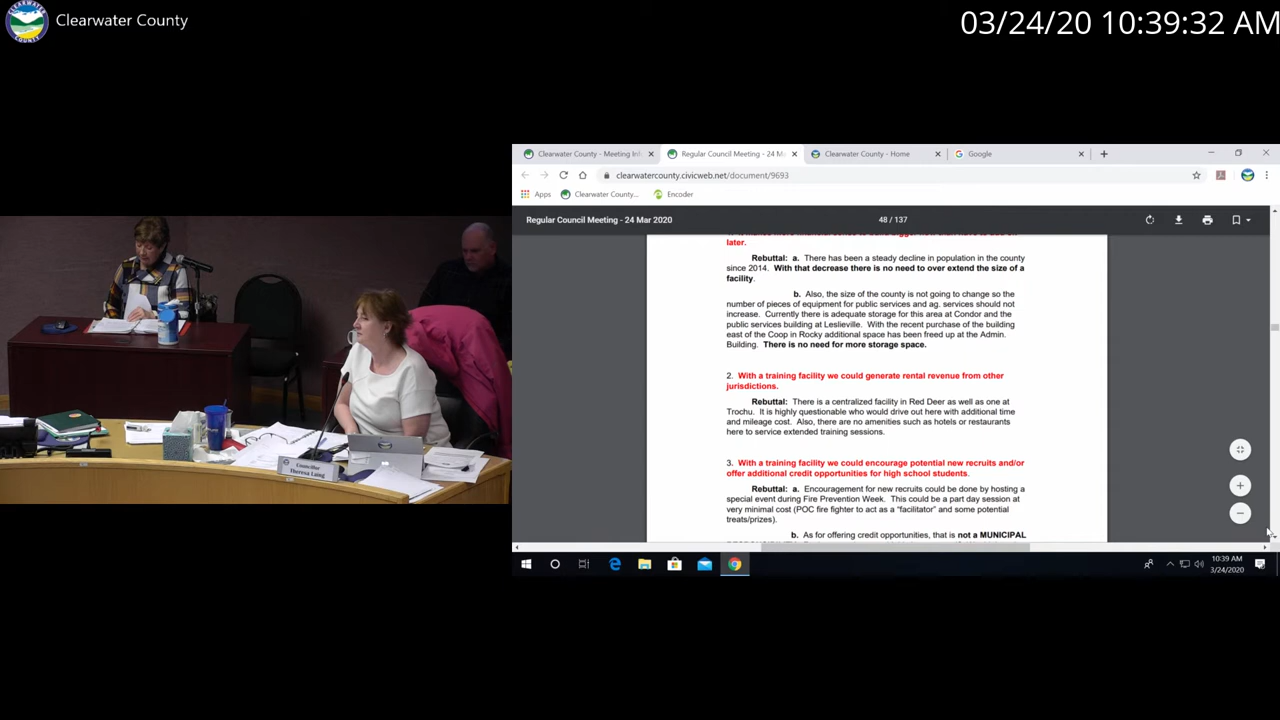 Clearwater County
03/24/20 10:39:32 AM
Clearwater County - Meeting Inf
Regular Council Meeting - 24 M
Clearwater County - Home
Google
clearwatercounty.civicweb.net/document/9693
Apps
Clearwater County...
Encoder
Regular Council Meeting - 24 Mar 2020
48 / 137
later.
Rebuttal: a. There has been a steady decline in population in the county
since 2014. With that decrease there is no need to over extend the size of a
facility.
b. Also, the size of the county is not going to change so the
number of pieces of equipment for public services and ag. services should not
increase. Currently there is adequate storage for this area at Condor and the
public services building at Leslieville. With the recent purchase of the building
east of the Coop in Rocky additional space has been freed up at the Admin.
Building. There is no need for more storage space.
2. With a training facility we could generate rental revenue from other
jurisdictions.
Rebuttal: There is a centralized facility in Red Deer as well as one at
Trochu. It is highly questionable who would drive out here with additional time
and mileage cost. Also, there are no amenities such as hotels or restaurants
here to service extended training sessions.
3. With a training facility we could encourage potential new recruits and/or
offer additional credit opportunities for high school students.
Rebuttal: a. Encouragement for new recruits could be done by hosting a
special event during Fire Prevention Week. This could be a part day session at
very minimal cost (POC fire fighter to act as a "facilitator" and some potential
treats/prizes).
b. As for offering credit opportunities, that is not a MUNICIPAL
Councillor
Theresa Laing
10:39 AM
3/24/2020